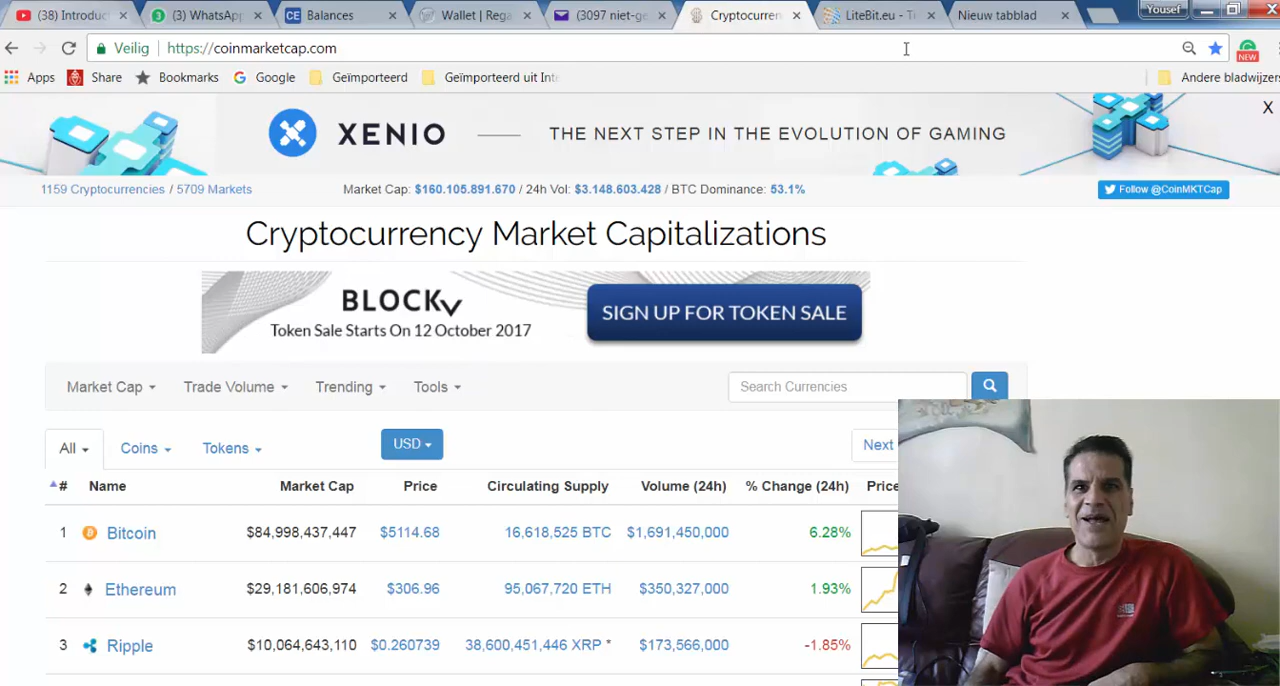 (38) Introduc
(3) WhatsApp
CE Balances
Wallet | Rega
(3097 niet-ge
Cryptocurren
LiteBit.eu - T
Nieuw tabblad
Yousef
Veilig
https://coinmarketcap.com
NEW
Apps
Share
Bookmarks
Google
Geïmporteerd
Geïmporteerd uit Inte
Andere bladwijzers
XENIO
THE NEXT STEP IN THE EVOLUTION OF GAMING
X
1159 Cryptocurrencies / 5709 Markets
Market Cap: $160.105.891.670 / 24h Vol: $3.148.603.428 / BTC Dominance: 53.1%
Follow @CoinMKTCap
Cryptocurrency Market Capitalizations
BLOCKv
Token Sale Starts On 12 October 2017
SIGN UP FOR TOKEN SALE
Market Cap
Trade Volume
Trending
Tools
Search Currencies
All
Coins
Tokens
USD
Next
# Name Market Cap Price Circulating Supply Volume (24h) % Change (24h) Price
1 Bitcoin $84,998,437,447 $5114.68 16,618,525 BTC $1,691,450,000 6.28%
2 Ethereum $29,181,606,974 $306.96 95,067,720 ETH $350,327,000 1.93%
3 Ripple $10,064,643,110 $0.260739 38,600,451,446 XRP * $173,566,000 -1.85%